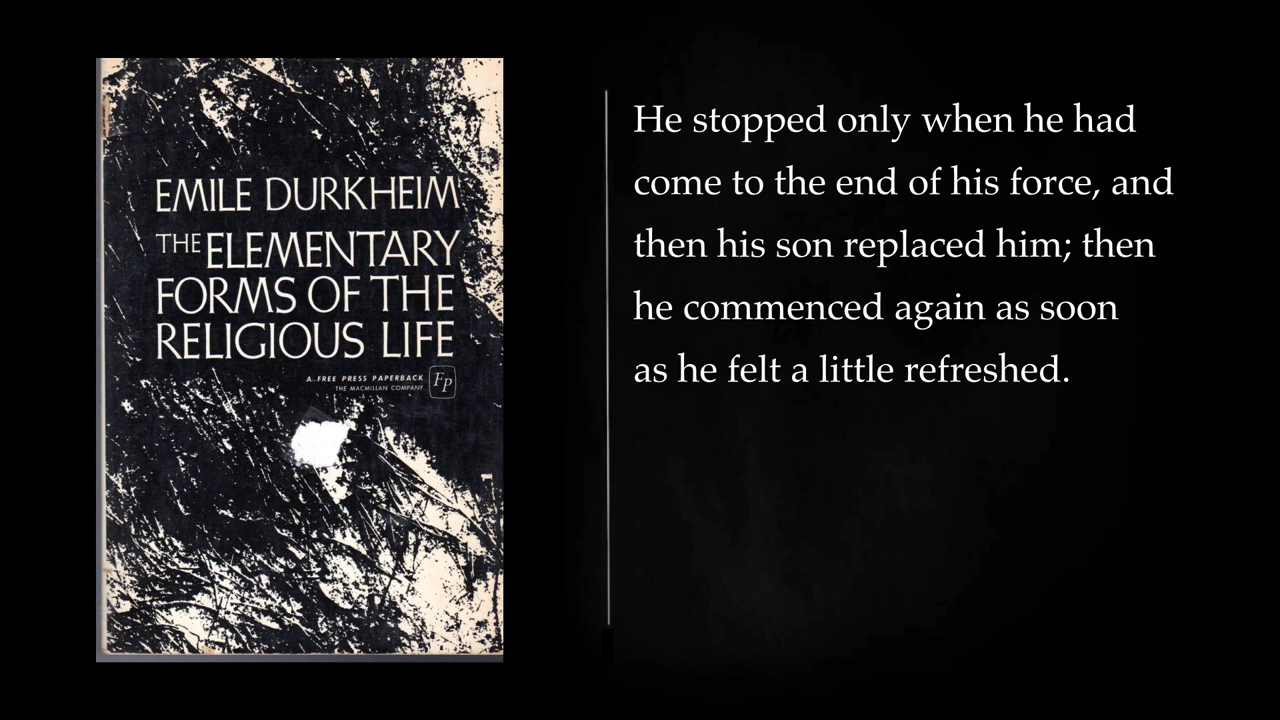 EMILE DURKHEIM
THE ELEMENTARY
FORMS OF THE
RELIGIOUS LIFE
A FREE PRESS PAPERBACK
THE MACMILLAN COMPANY
FP
He stopped only when he had
come to the end of his force, and
then his son replaced him; then
he commenced again as soon
as he felt a little refreshed.